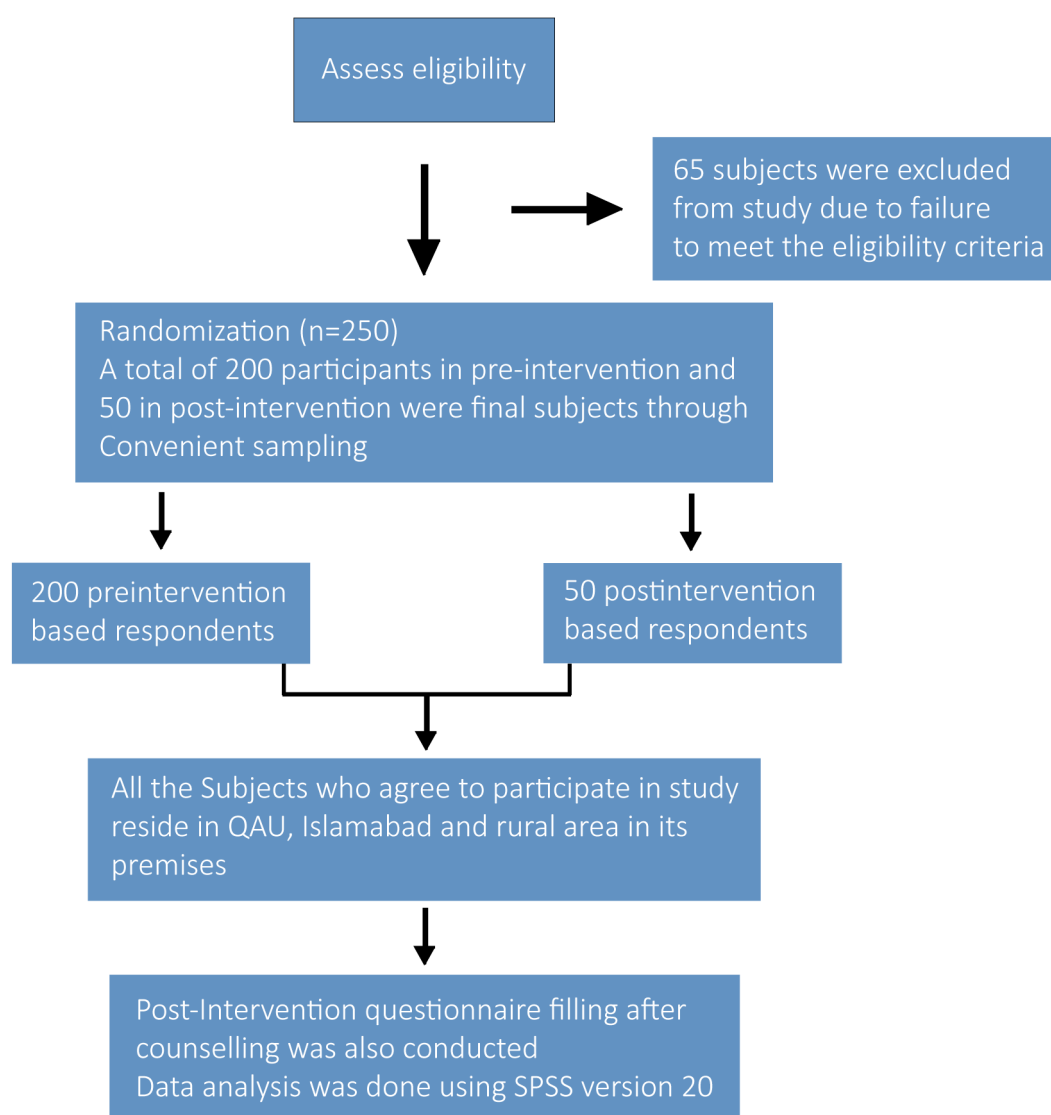 Assess eligibility
65 subjects were excluded
from study due to failure
to meet the eligibility criteria
Randomization (n=250)
A total of 200 participants in pre-intervention and
50 in post-intervention were final subjects through
Convenient sampling
200 preintervention
based respondents
50 postintervention
based respondents
All the Subjects who agree to participate in study
reside in QAU, Islamabad and rural area in its
premises
Post-Intervention questionnaire filling after
counselling was also conducted
Data analysis was done using SPSS version 20